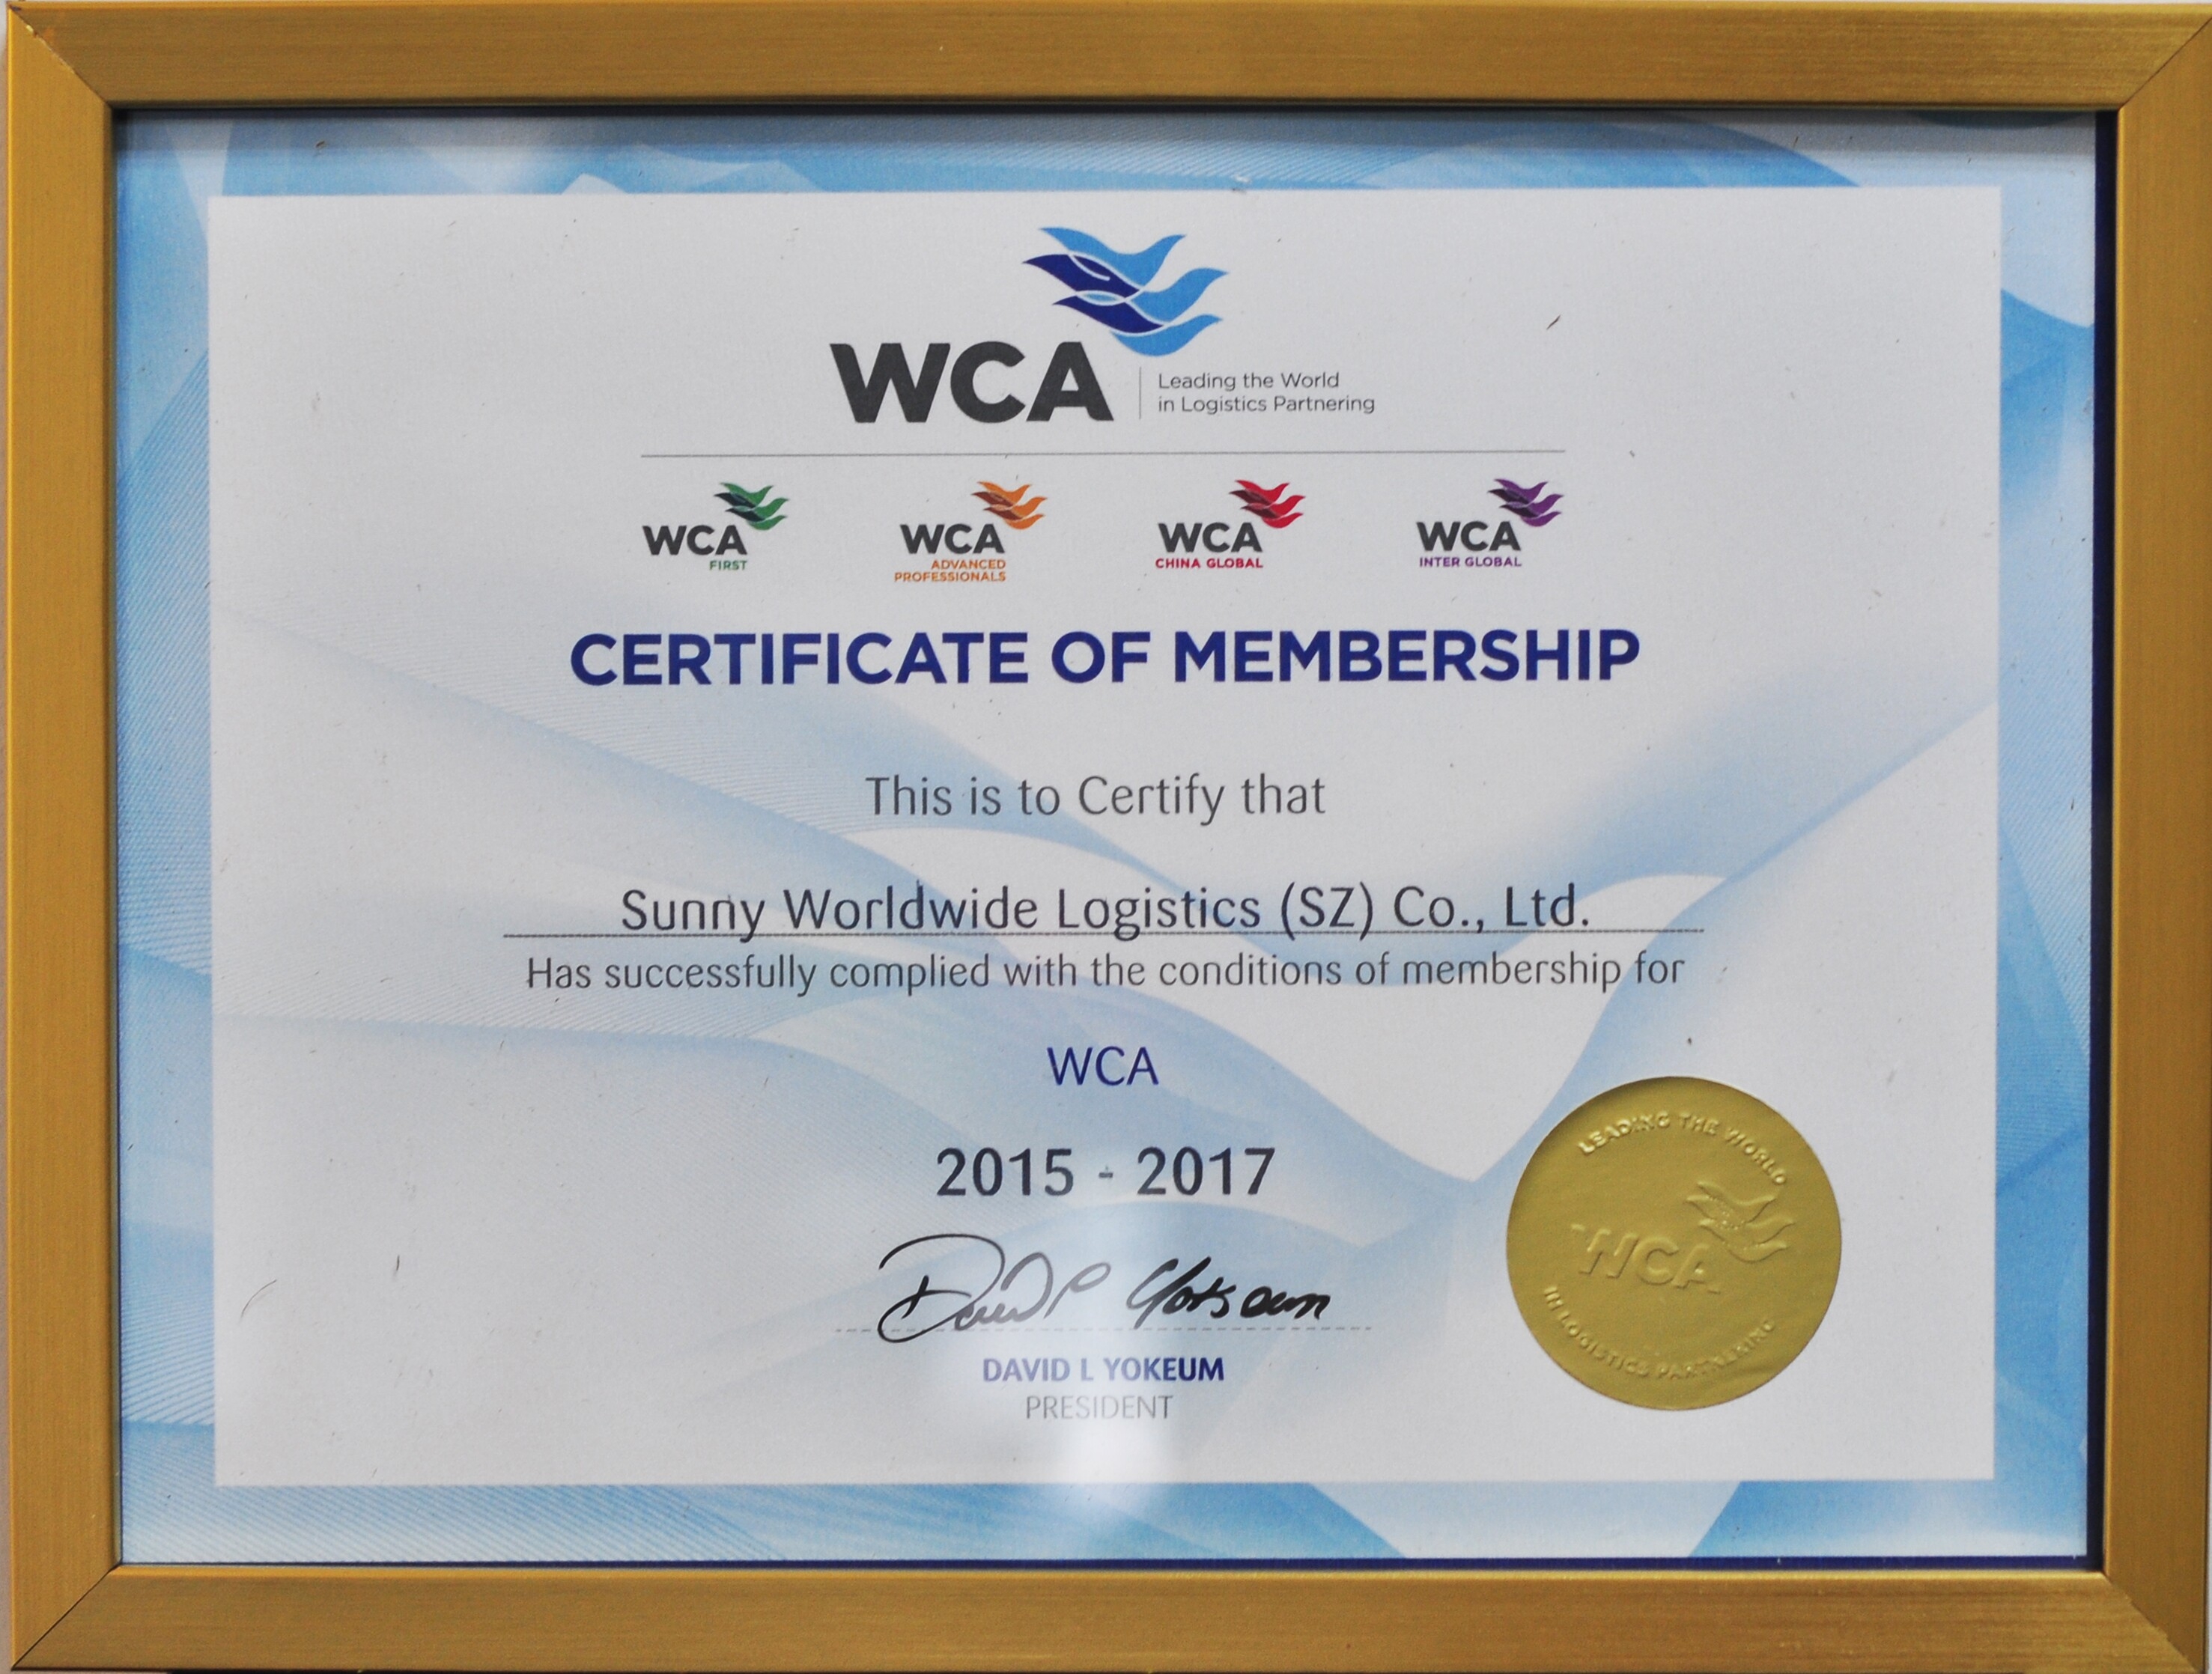 WCA
Leading the World
in Logistics Partnering
WCA
FIRST
WCA
ADVANCED
PROFESSIONALS
WCA
CHINA GLOBAL
WCA
INTER GLOBAL
CERTIFICATE OF MEMBERSHIP
This is to Certify that
Sunny Worldwide Logistics (SZ) Co., Ltd.
Has successfully complied with the conditions of membership for
WCA
2015 - 2017
David L Yokeum
DAVID L YOKEUM
PRESIDENT
LEADING THE WORLD
WCA
IN LOGISTICS PARTNERING